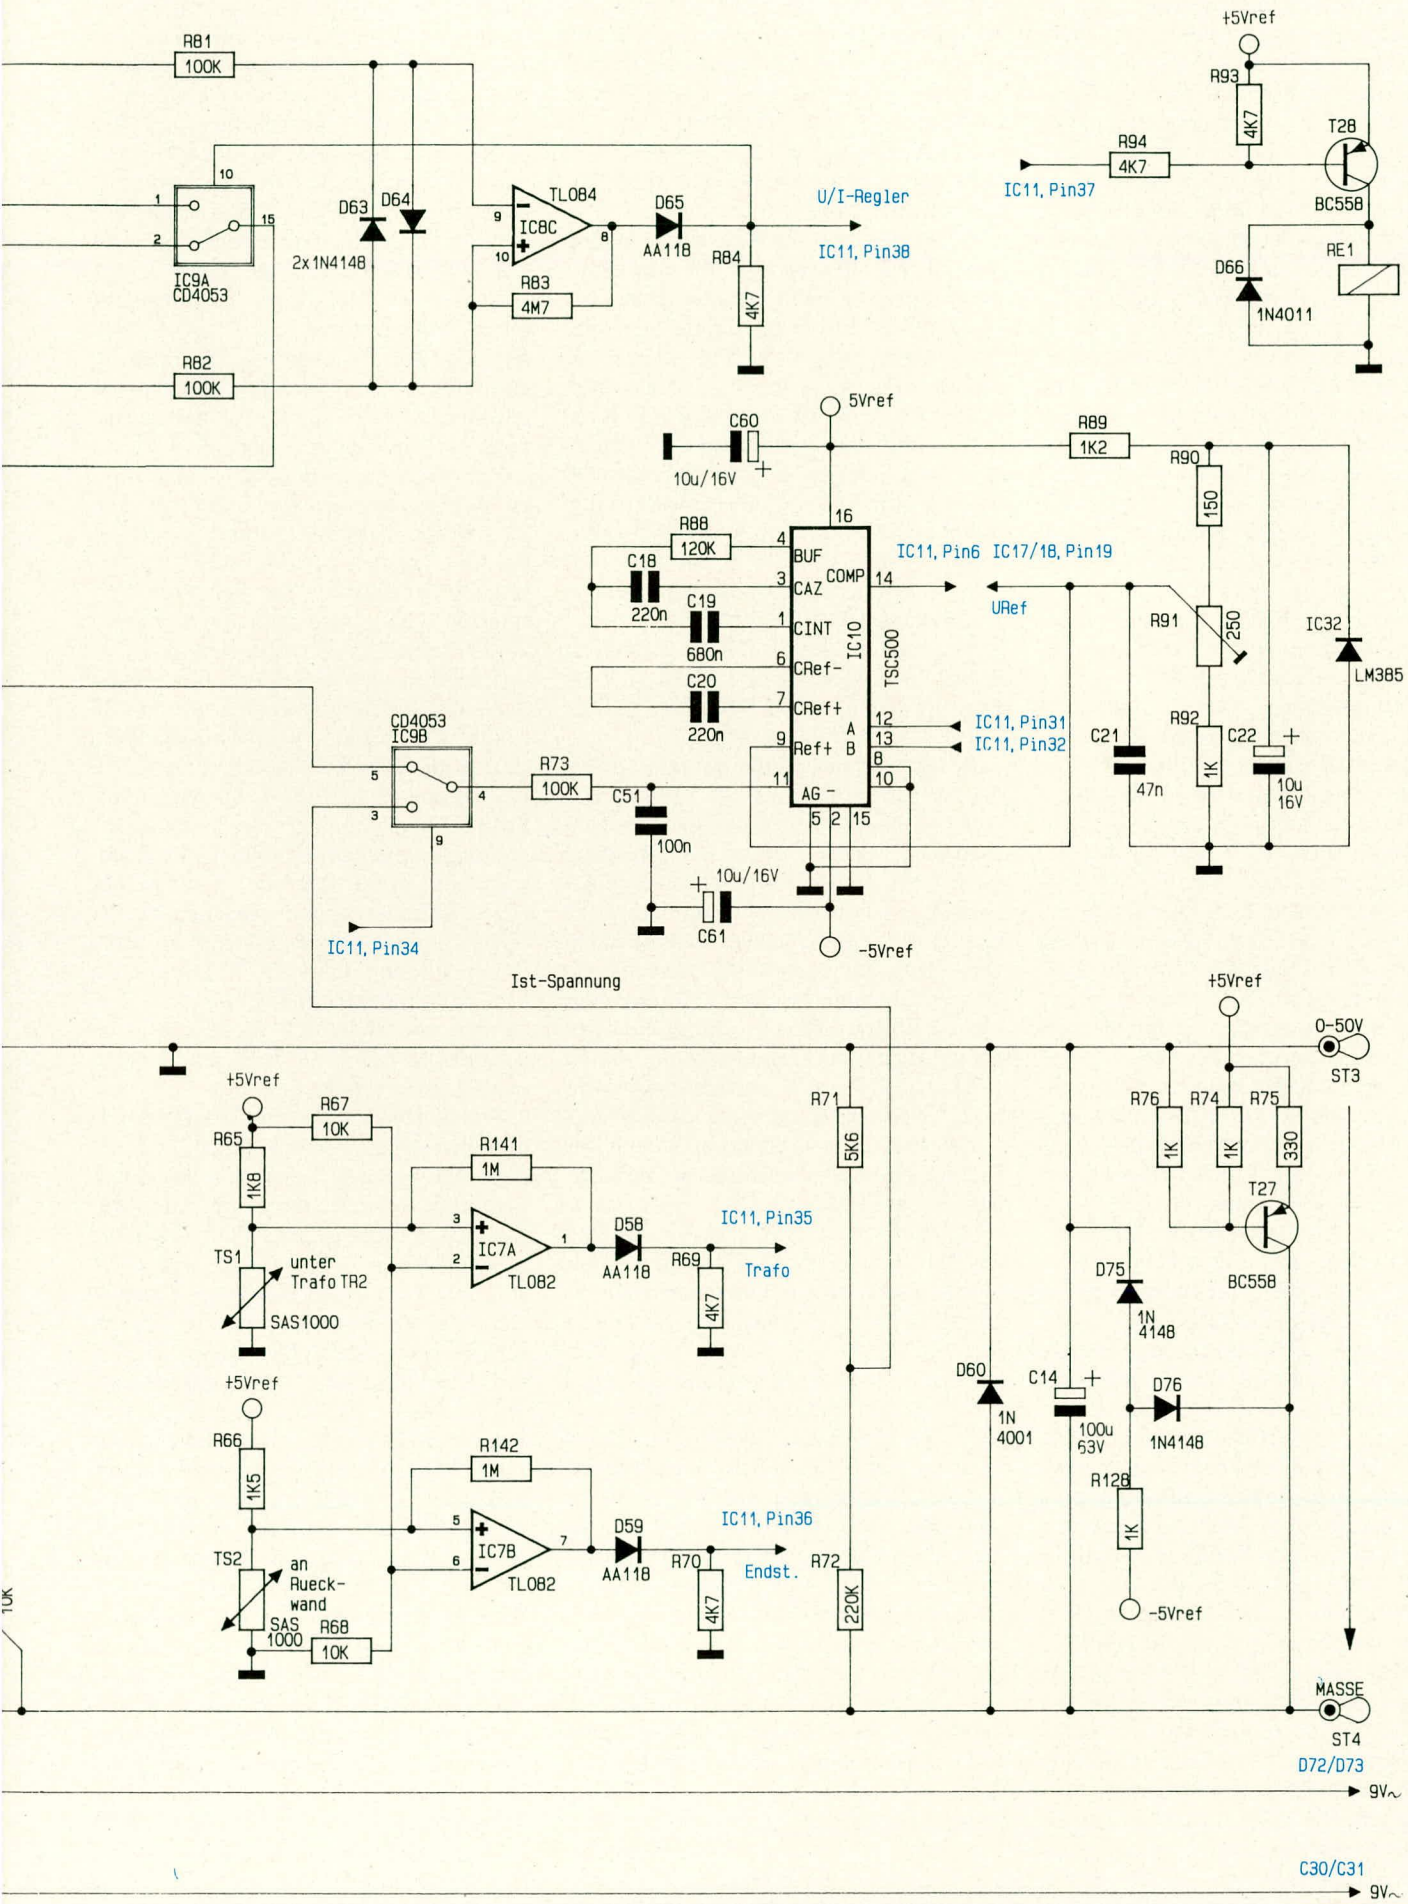 +5Vref
R81
100K
R93
4K7
R94
4K7
T28
IC11, Pin37
BC558
10
1
2
15
IC9A
CD4053
D63
D64
2x1N4148
TL084
9
IC8C
10
8
D65
AA118
U/I-Regler
IC11, Pin38
R83
4M7
R84
4K7
D66
1N4011
RE1
R82
100K
5Vref
C60
10u/16V
R89
1K2
R90
150
16
R88
120K
4
BUF
C18
220n
3
CAZ
COMP
14
IC11, Pin6
IC17/18, Pin19
URef
C19
680n
1
CINT
IC10
TSC500
R91
250
IC32
LM385
6
CRef-
C20
220n
7
CRef+
A
12
IC11, Pin31
9
Ref+
B
13
IC11, Pin32
8
11
AG
-
10
5
2
15
C21
47n
R92
1K
C22
+
10u
16V
CD4053
IC9B
5
3
4
9
R73
100K
C51
100n
10u/16V
+
C61
-5Vref
IC11, Pin34
Ist-Spannung
+5Vref
0-50V
ST3
+5Vref
R67
10K
R65
1K8
R141
1M
R71
5K6
R76
1K
R74
1K
R75
330
T27
BC558
3
2
IC7A
TL082
1
D58
AA118
IC11, Pin35
Trafo
R69
4K7
TS1
unter
Trafo TR2
SAS1000
D75
1N
4148
+5Vref
R66
1K5
R142
1M
D60
1N
4001
C14
+
100u
63V
D76
1N4148
R128
1K
-5Vref
5
6
IC7B
TL082
7
D59
AA118
IC11, Pin36
Endst.
R70
4K7
R72
220K
TS2
an
Rueck-
wand
SAS
1000
R68
10K
10K
MASSE
ST4
D72/D73
9V~
C30/C31
9V~